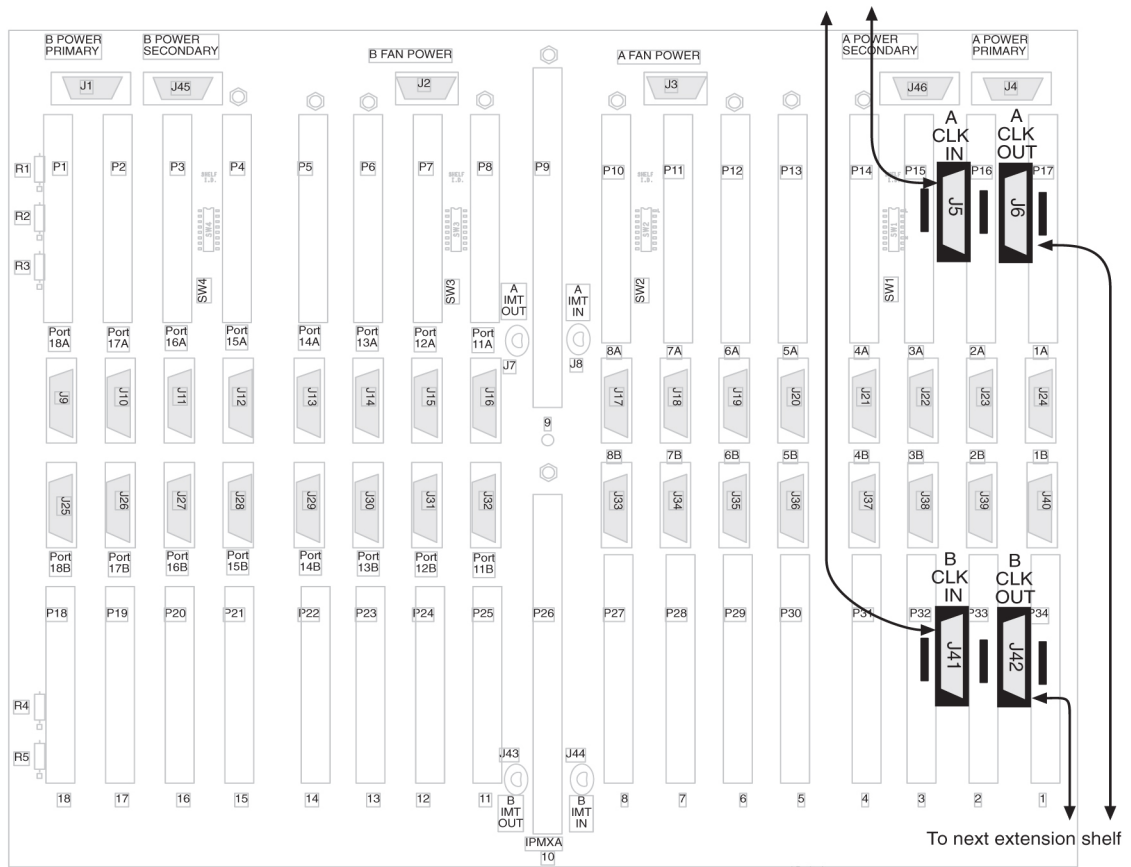 B POWER
PRIMARY
B POWER
SECONDARY
B FAN POWER
A FAN POWER
A POWER
SECONDARY
A POWER
PRIMARY
J1
J45
J2
J3
J46
J4
A
CLK
IN
A
CLK
OUT
R1
P1
P2
P3
P4
P5
P6
P7
P8
P9
P10
P11
P12
P13
P14
P15
P16
P17
SHELF
I.D.
SHELF
I.D.
SHELF
I.D.
SHELF
I.D.
R2
SW4
SW3
SW2
SW1
J5
J6
R3
SW4
SW3
SW2
SW1
A
IMT
OUT
A
IMT
IN
Port
18A
Port
17A
Port
16A
Port
15A
Port
14A
Port
13A
Port
12A
Port
11A
J7
J8
8A
7A
6A
5A
4A
3A
2A
1A
J9
J10
J11
J12
J13
J14
J15
J16
J17
J18
J19
J20
J21
J22
J23
J24
9
8B
7B
6B
5B
4B
3B
2B
1B
J25
J26
J27
J28
J29
J30
J31
J32
J33
J34
J35
J36
J37
J38
J39
J40
Port
18B
Port
17B
Port
16B
Port
15B
Port
14B
Port
13B
Port
12B
Port
11B
B
CLK
IN
B
CLK
OUT
P18
P19
P20
P21
P22
P23
P24
P25
P26
P27
P28
P29
P30
P31
P32
P33
P34
J41
J42
R4
R5
J43
J44
18
17
16
15
14
13
12
11
B
IMT
OUT
B
IMT
IN
8
7
6
5
4
3
2
1
IPMXA
10
To next extension shelf